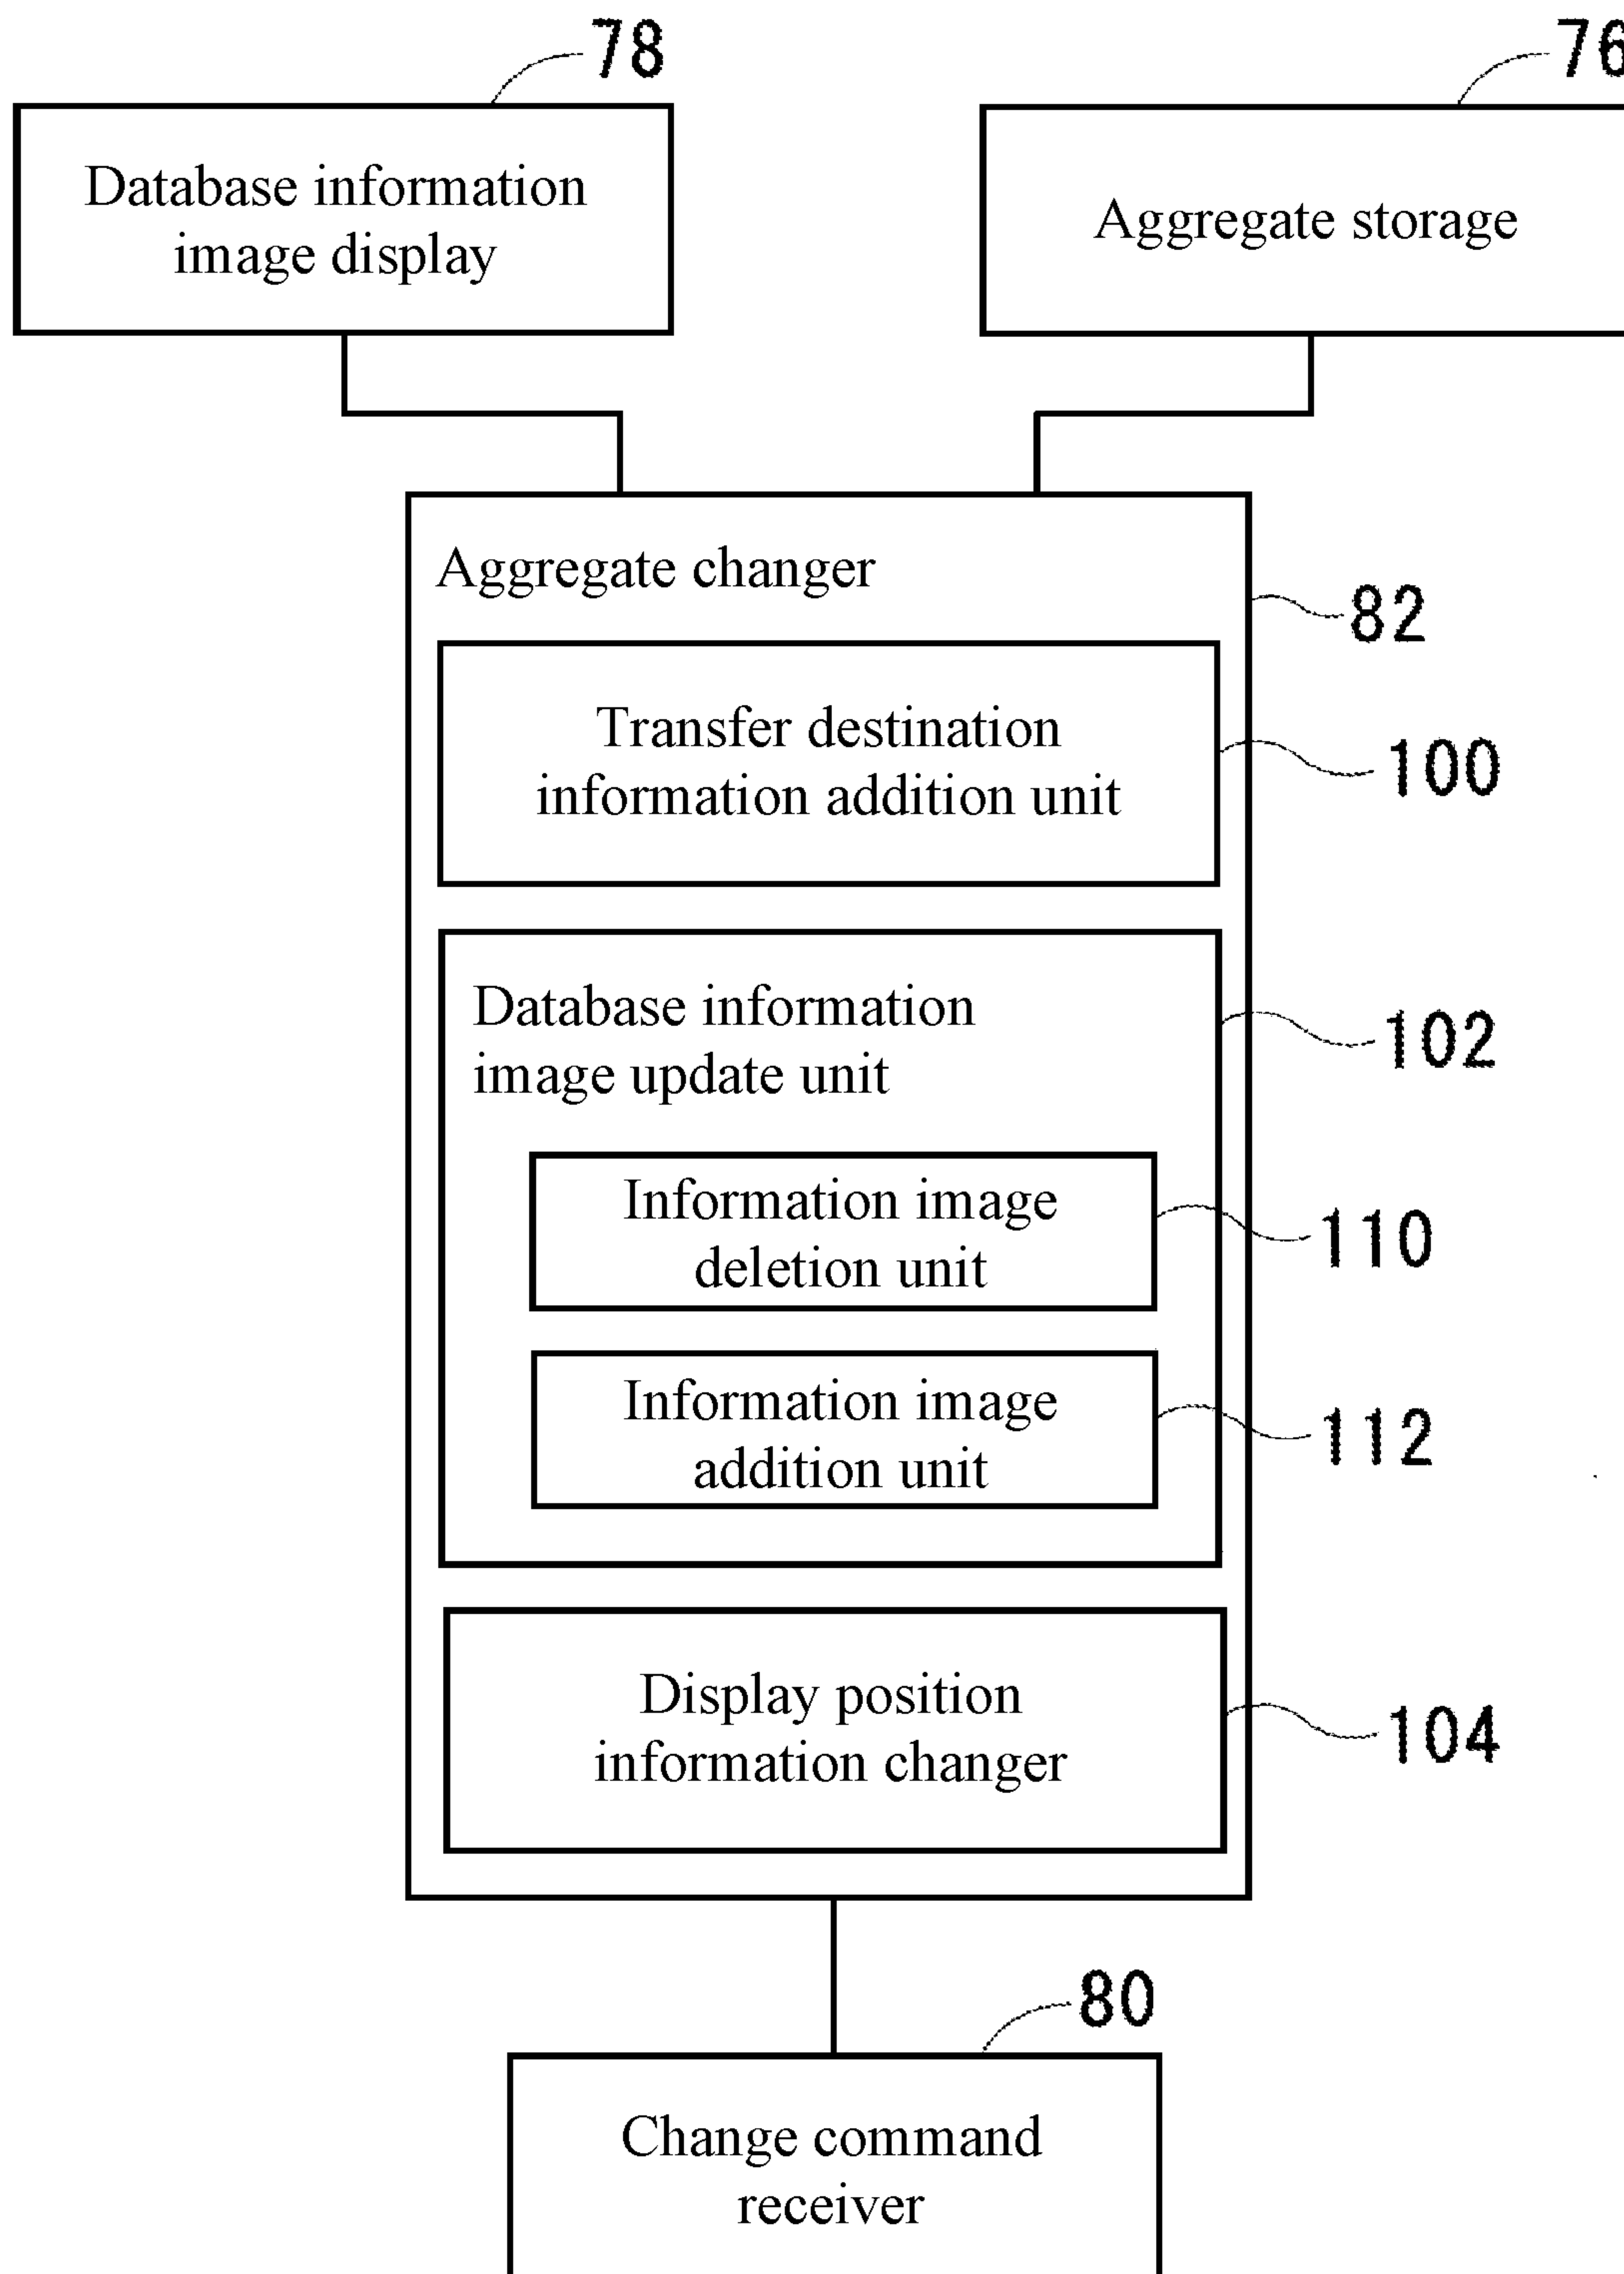 78
76
Database information
image display
Aggregate storage
Aggregate changer
82
Transfer destination
information addition unit
100
Database information
image update unit
102
Information image
deletion unit
110
Information image
addition unit
112
Display position
information changer
104
80
Change command
receiver